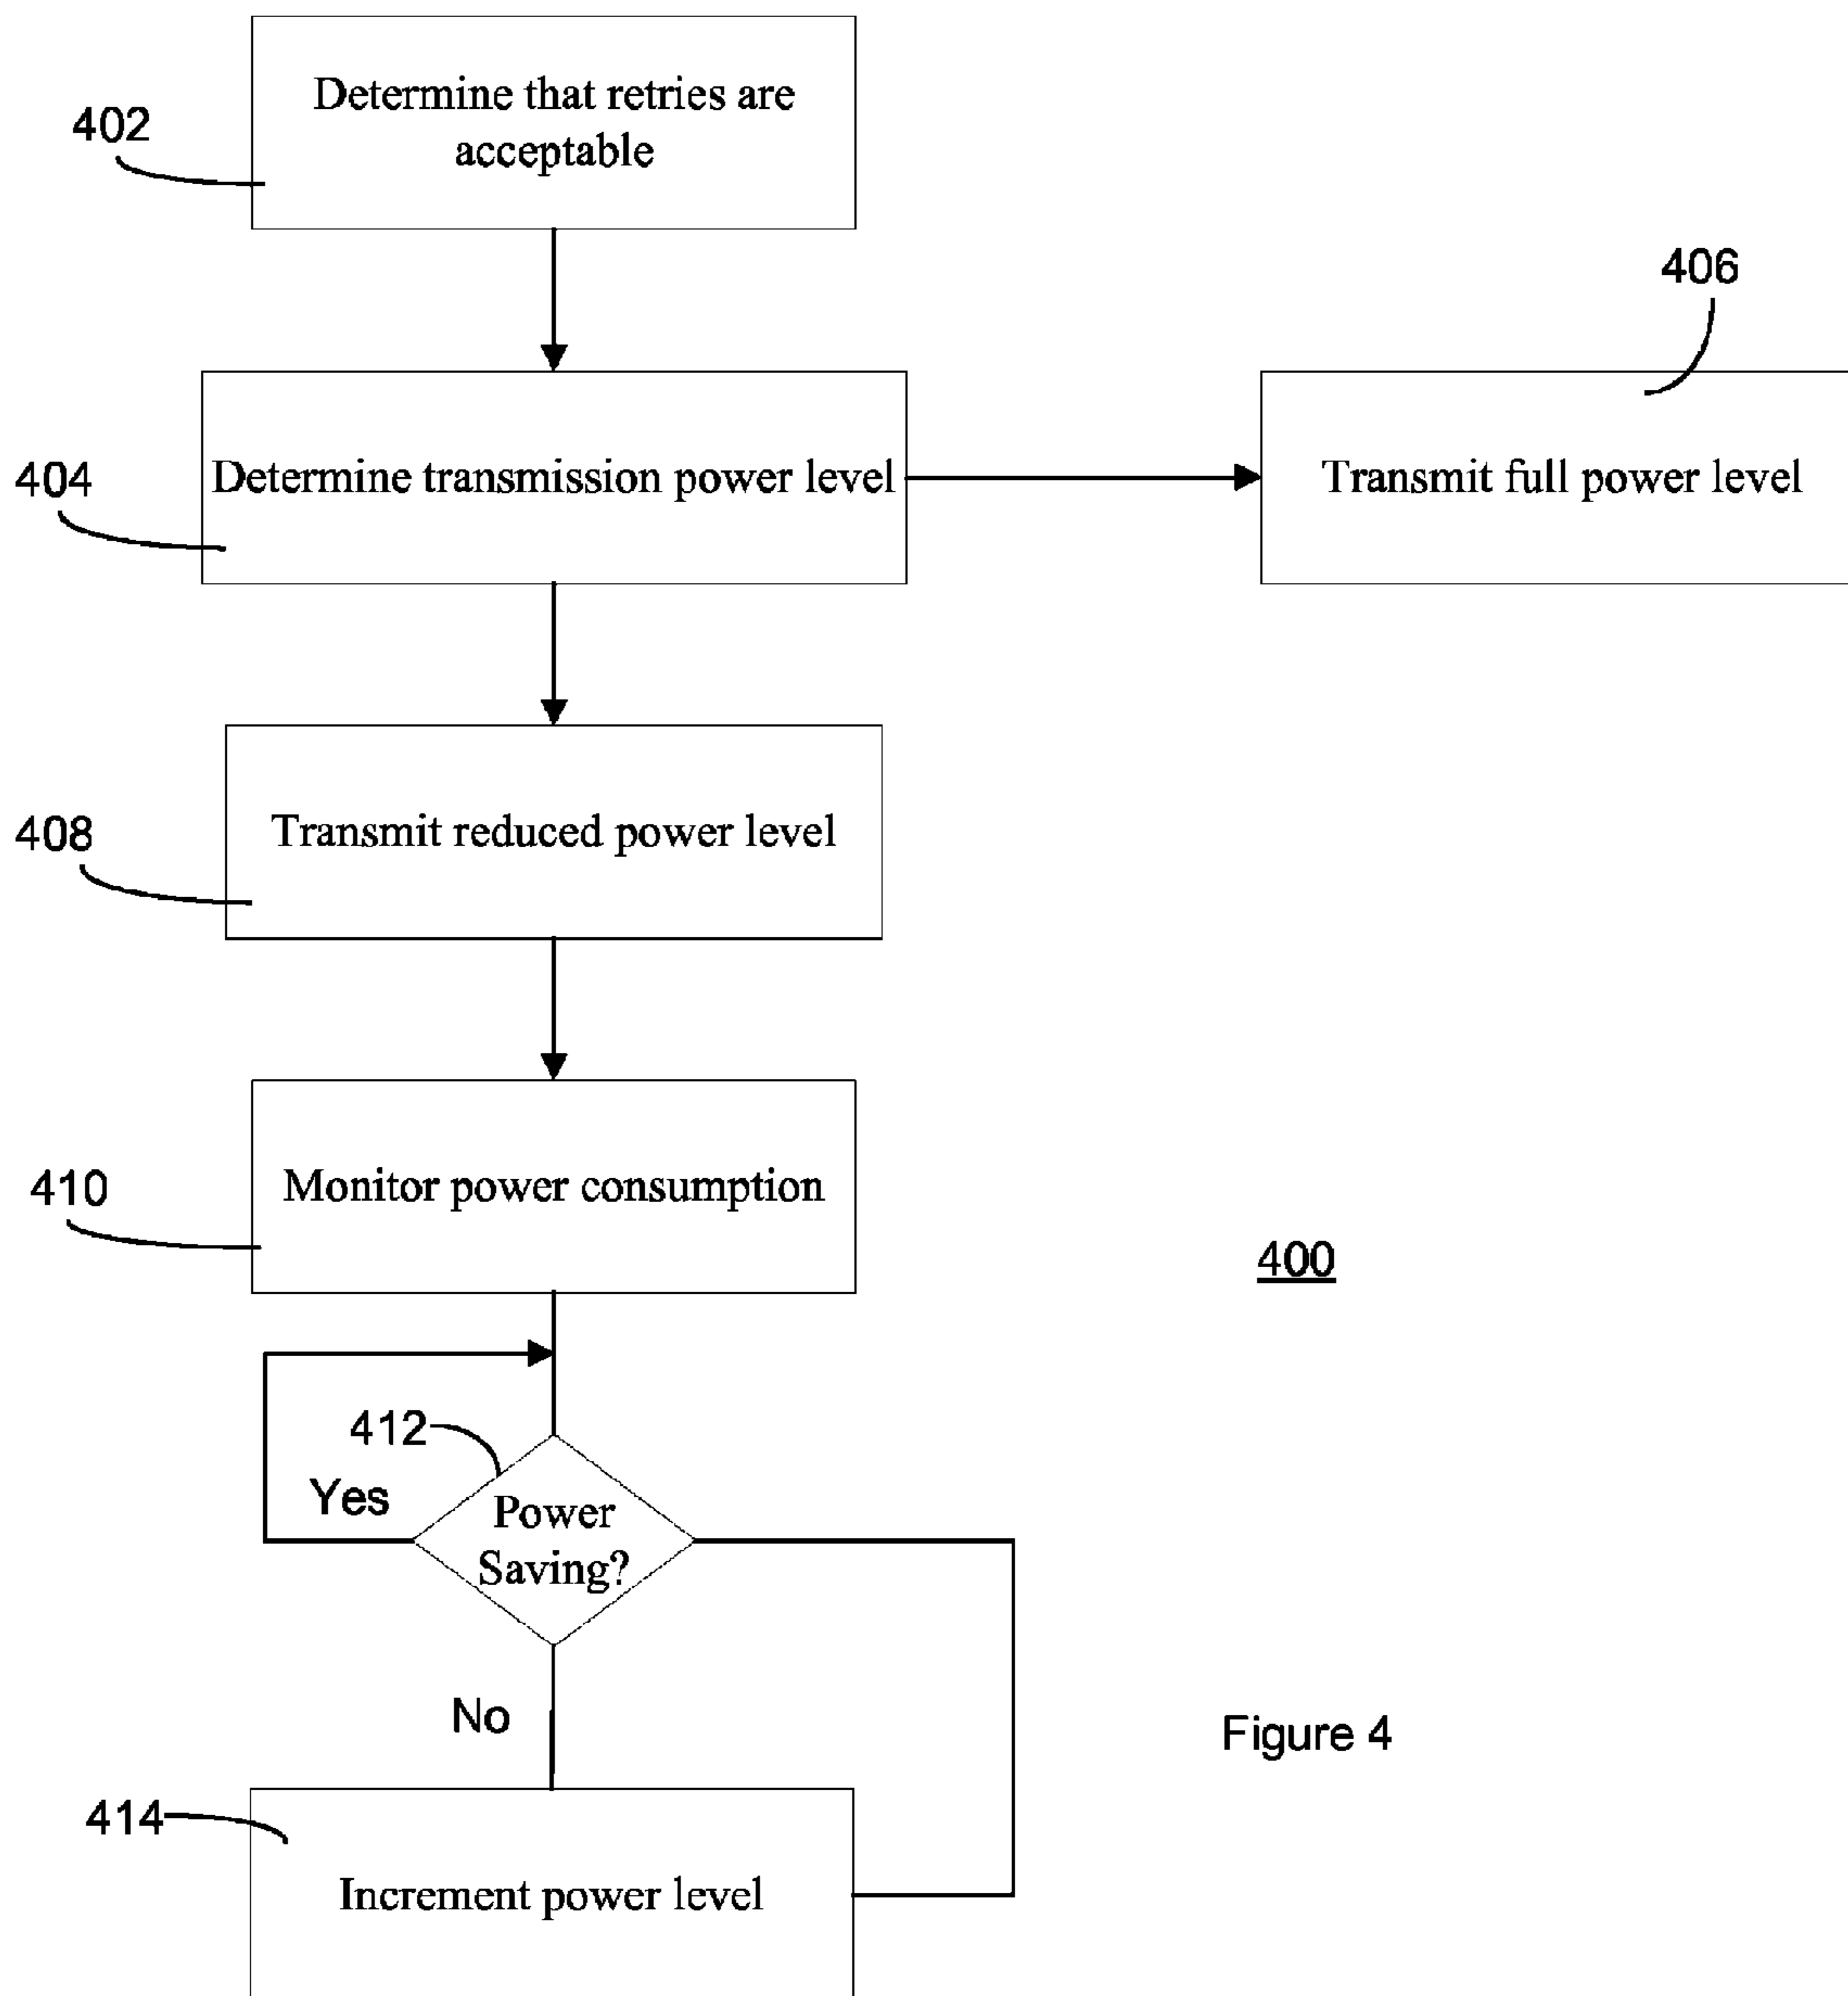 Determine that retries are
acceptable
402
406
Determine transmission power level
Transmit full power level
404
Transmit reduced power level
408
Monitor power consumption
410
400
412
Yes
Power
Saving?
No
Figure 4
414
Increment power level